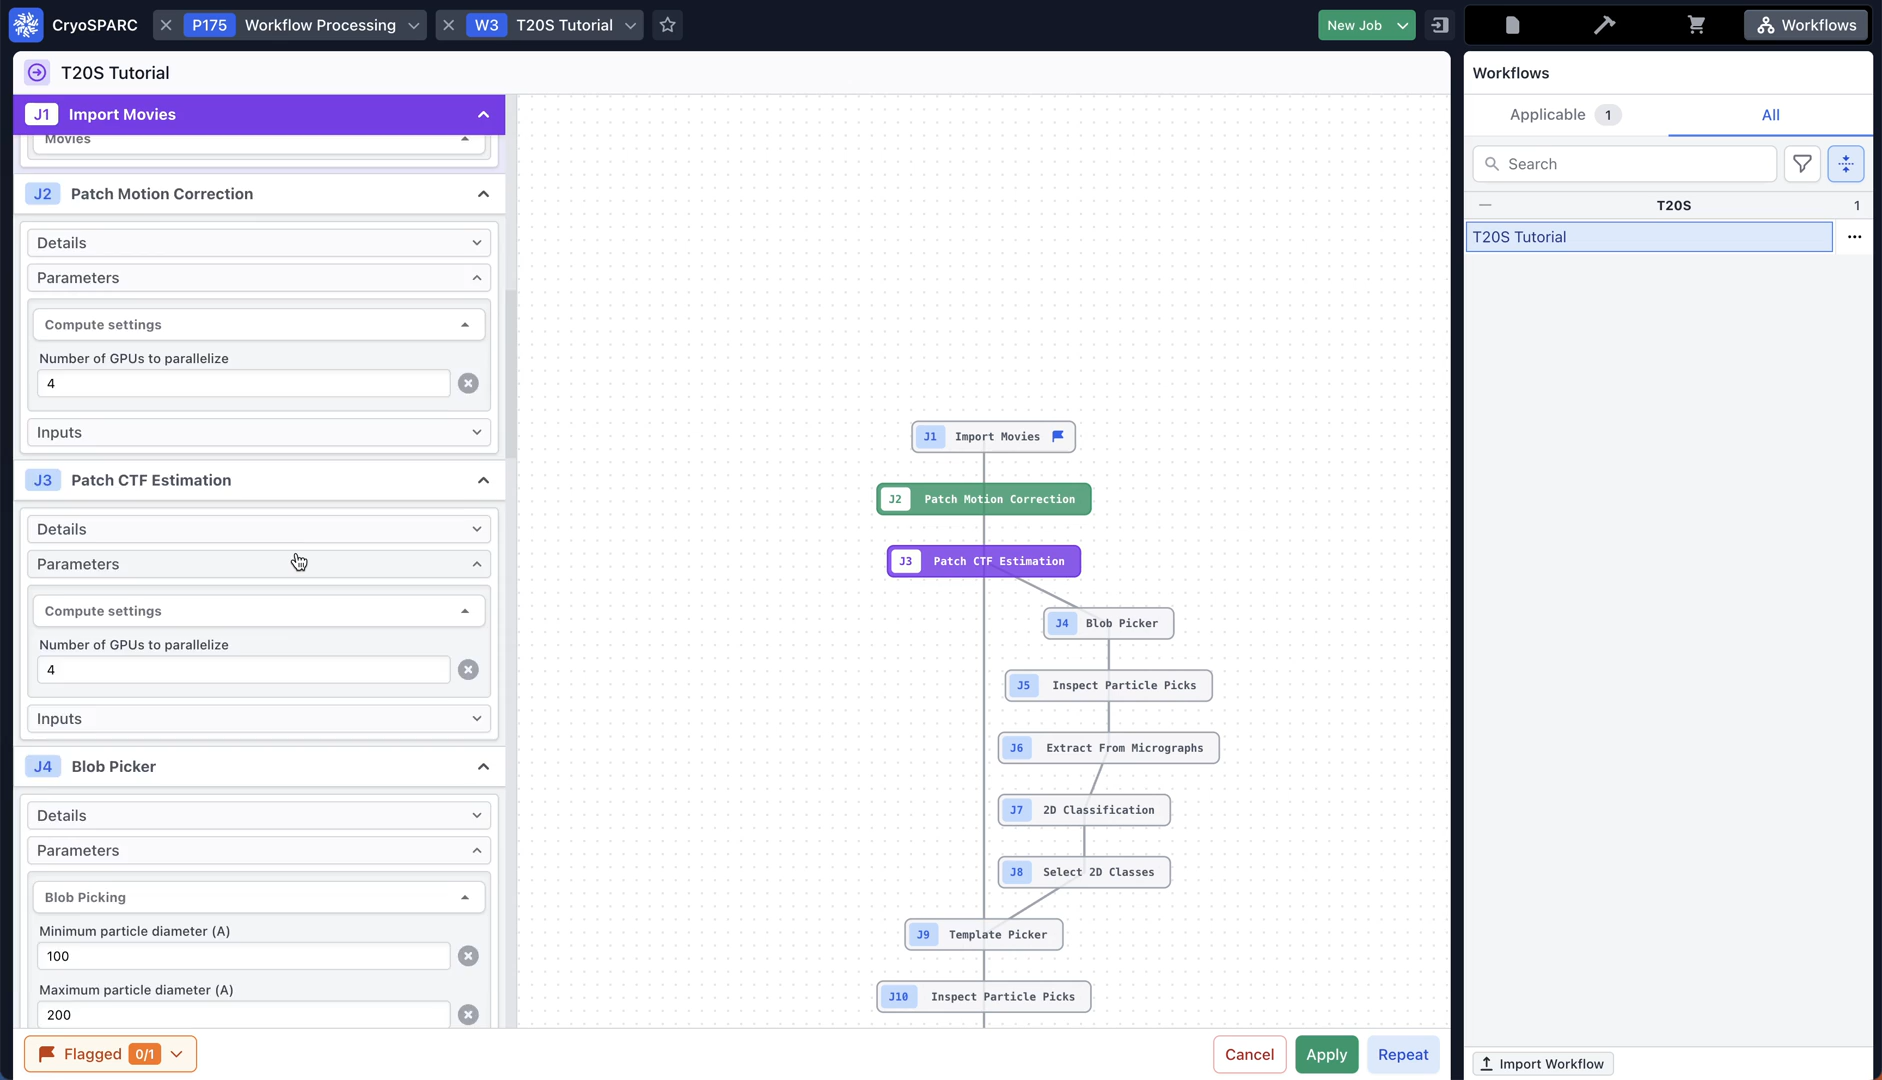 CryoSPARC
P175 Workflow Processing
W3 T20S Tutorial
New Job
Workflows
T20S Tutorial
J1 Import Movies
Movies
J2 Patch Motion Correction
Details
Parameters
Compute settings
Number of GPUs to parallelize
4
Inputs
J3 Patch CTF Estimation
Details
Parameters
Compute settings
Number of GPUs to parallelize
4
Inputs
J4 Blob Picker
Details
Parameters
Blob Picking
Minimum particle diameter (A)
100
Maximum particle diameter (A)
200
Flagged 0/1
J1 Import Movies
J2 Patch Motion Correction
J3 Patch CTF Estimation
J4 Blob Picker
J5 Inspect Particle Picks
J6 Extract From Micrographs
J7 2D Classification
J8 Select 2D Classes
J9 Template Picker
J10 Inspect Particle Picks
Cancel
Apply
Repeat
Workflows
Applicable 1
All
Search
T20S 1
T20S Tutorial
Import Workflow